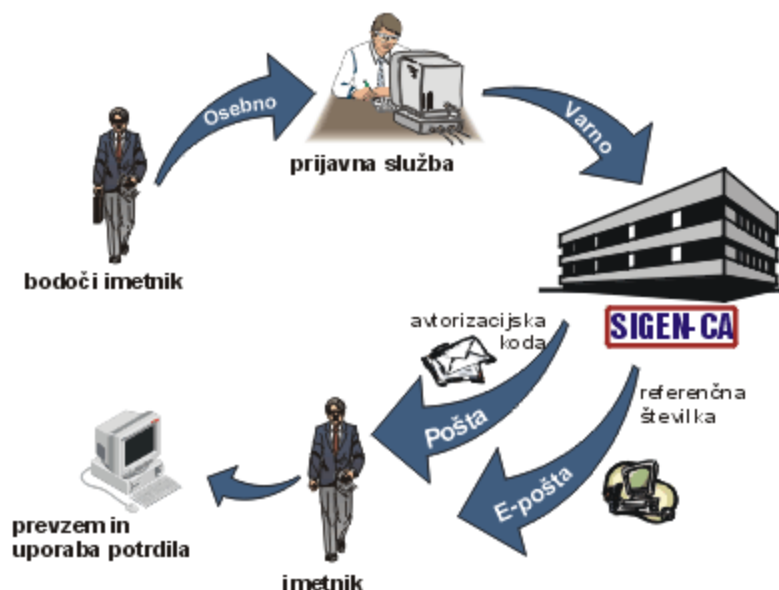 Osebno
prijavna služba
Varno
bodoči imetnik
SIGEN-CA
avtorizacijska
koda
Pošta
referenčna
številka
E-pošta
prevzem in
uporaba potrdila
imetnik